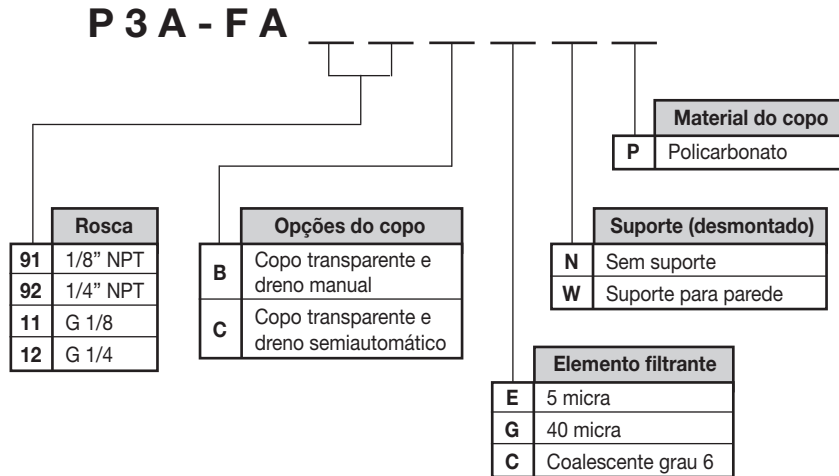 P3A-FA
Material do copo
P Policarbonato
Rosca
91 1/8” NPT
92 1/4” NPT
11 G 1/8
12 G 1/4
Opções do copo
B Copo transparente e
dreno manual
C Copo transparente e
dreno semiautomático
Suporte (desmontado)
N Sem suporte
W Suporte para parede
Elemento filtrante
E 5 micra
G 40 micra
C Coalescente grau 6